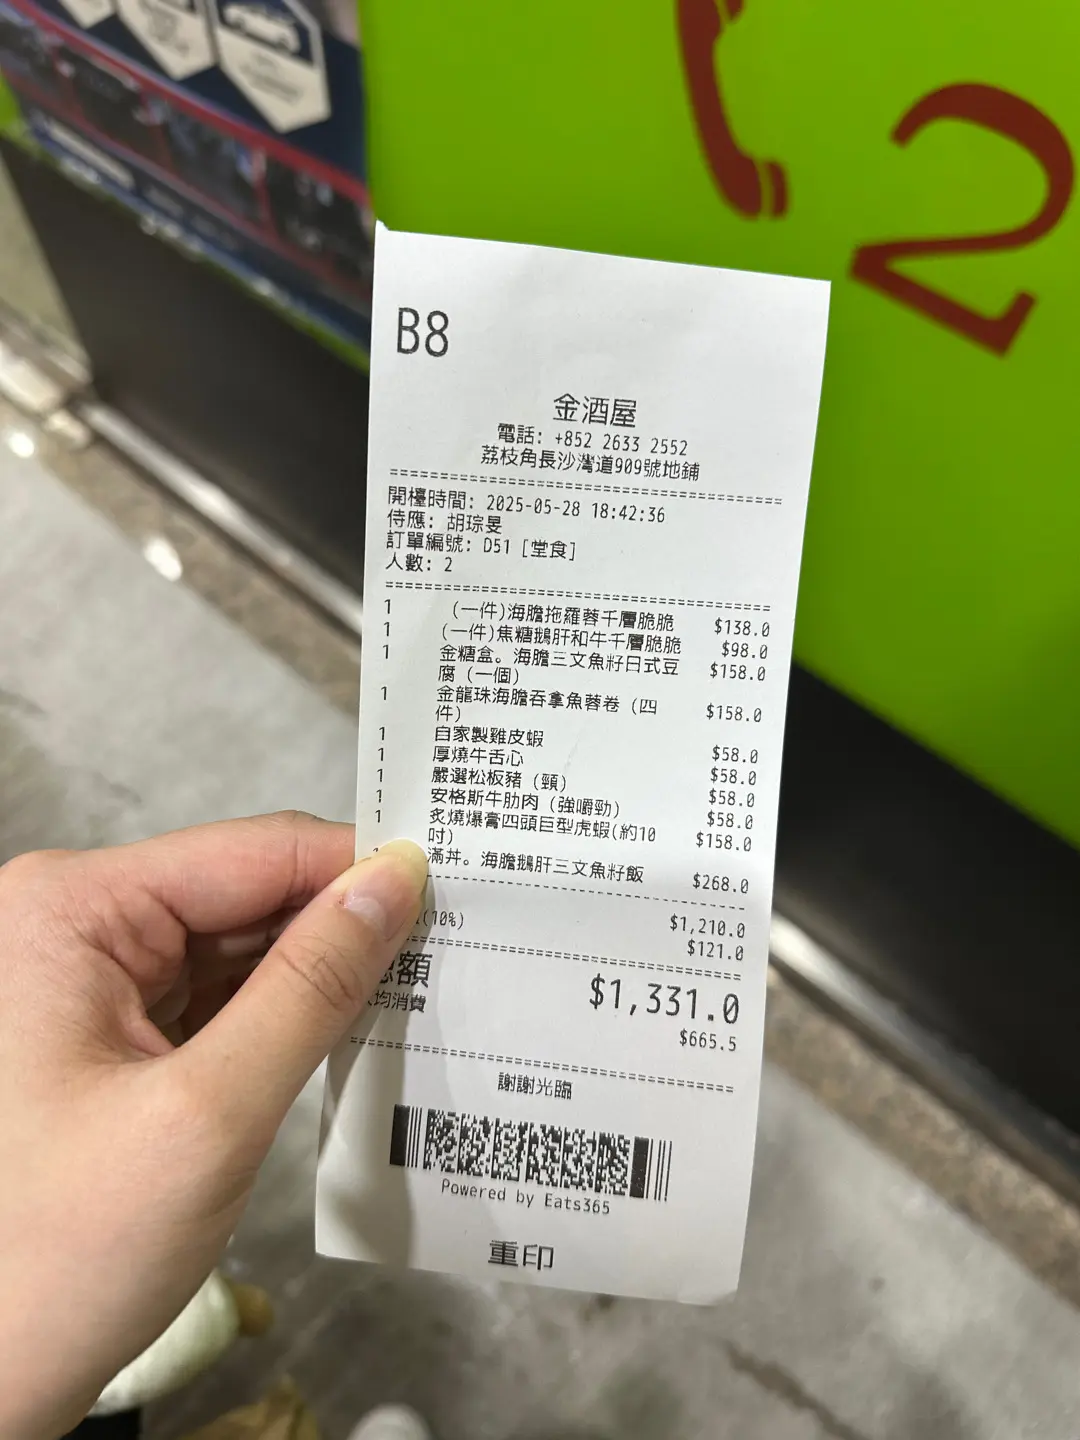 2
B8
金酒屋
電話: +852 2633 2552
荔枝角長沙灣道909號地鋪
開檯時間: 2025-05-28 18:42:36
侍應: 胡琮旻
訂單編號: D51 [堂食]
人數: 2
1 (一件)海膽拖羅蓉千層脆脆 $138.0
1 (一件)焦糖鵝肝和牛千層脆脆 $98.0
1 金糖盒。海膽三文魚籽日式豆 $158.0
腐 (一個)
1 金龍珠海膽吞拿魚蓉卷 (四 $158.0
件)
1 自家製雞皮蝦 $58.0
1 厚燒牛舌心 $58.0
1 嚴選松板豬 (頸) $58.0
1 安格斯牛肋肉 (強嚼勁) $58.0
1 炙燒爆膏四頭巨型虎蝦(約10 $158.0
吋)
滿丼。海膽鵝肝三文魚籽飯 $268.0
$1,210.0
(10%) $121.0
總額 $1,331.0
人均消費 $665.5
謝謝光臨
Powered by Eats365
重印